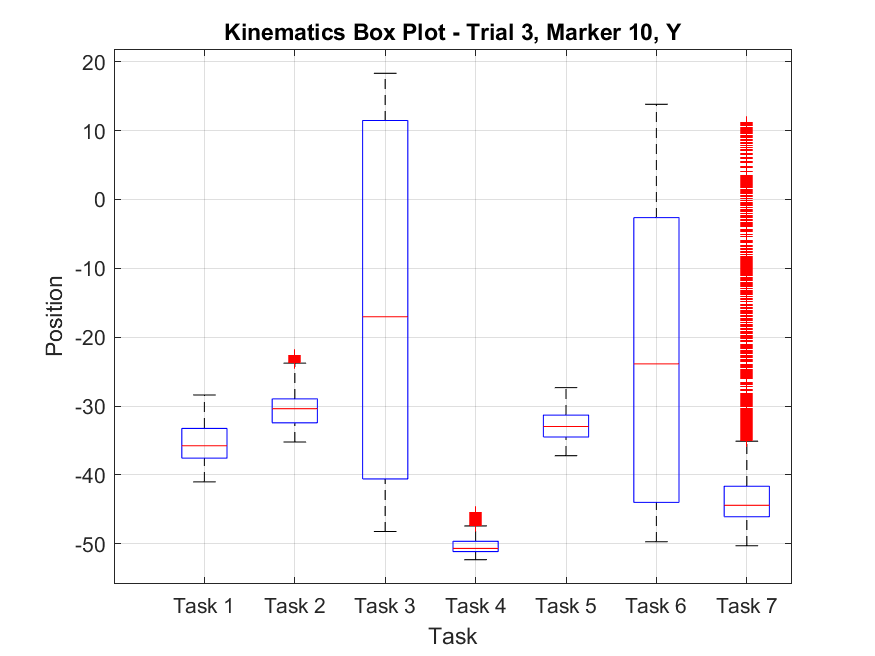 Kinematics Box Plot - Trial 3, Marker 10, Y
20
10
0
-10
-20
-30
-40
-50
Position
Task 1 Task 2 Task 3 Task 4 Task 5 Task 6 Task 7
Task